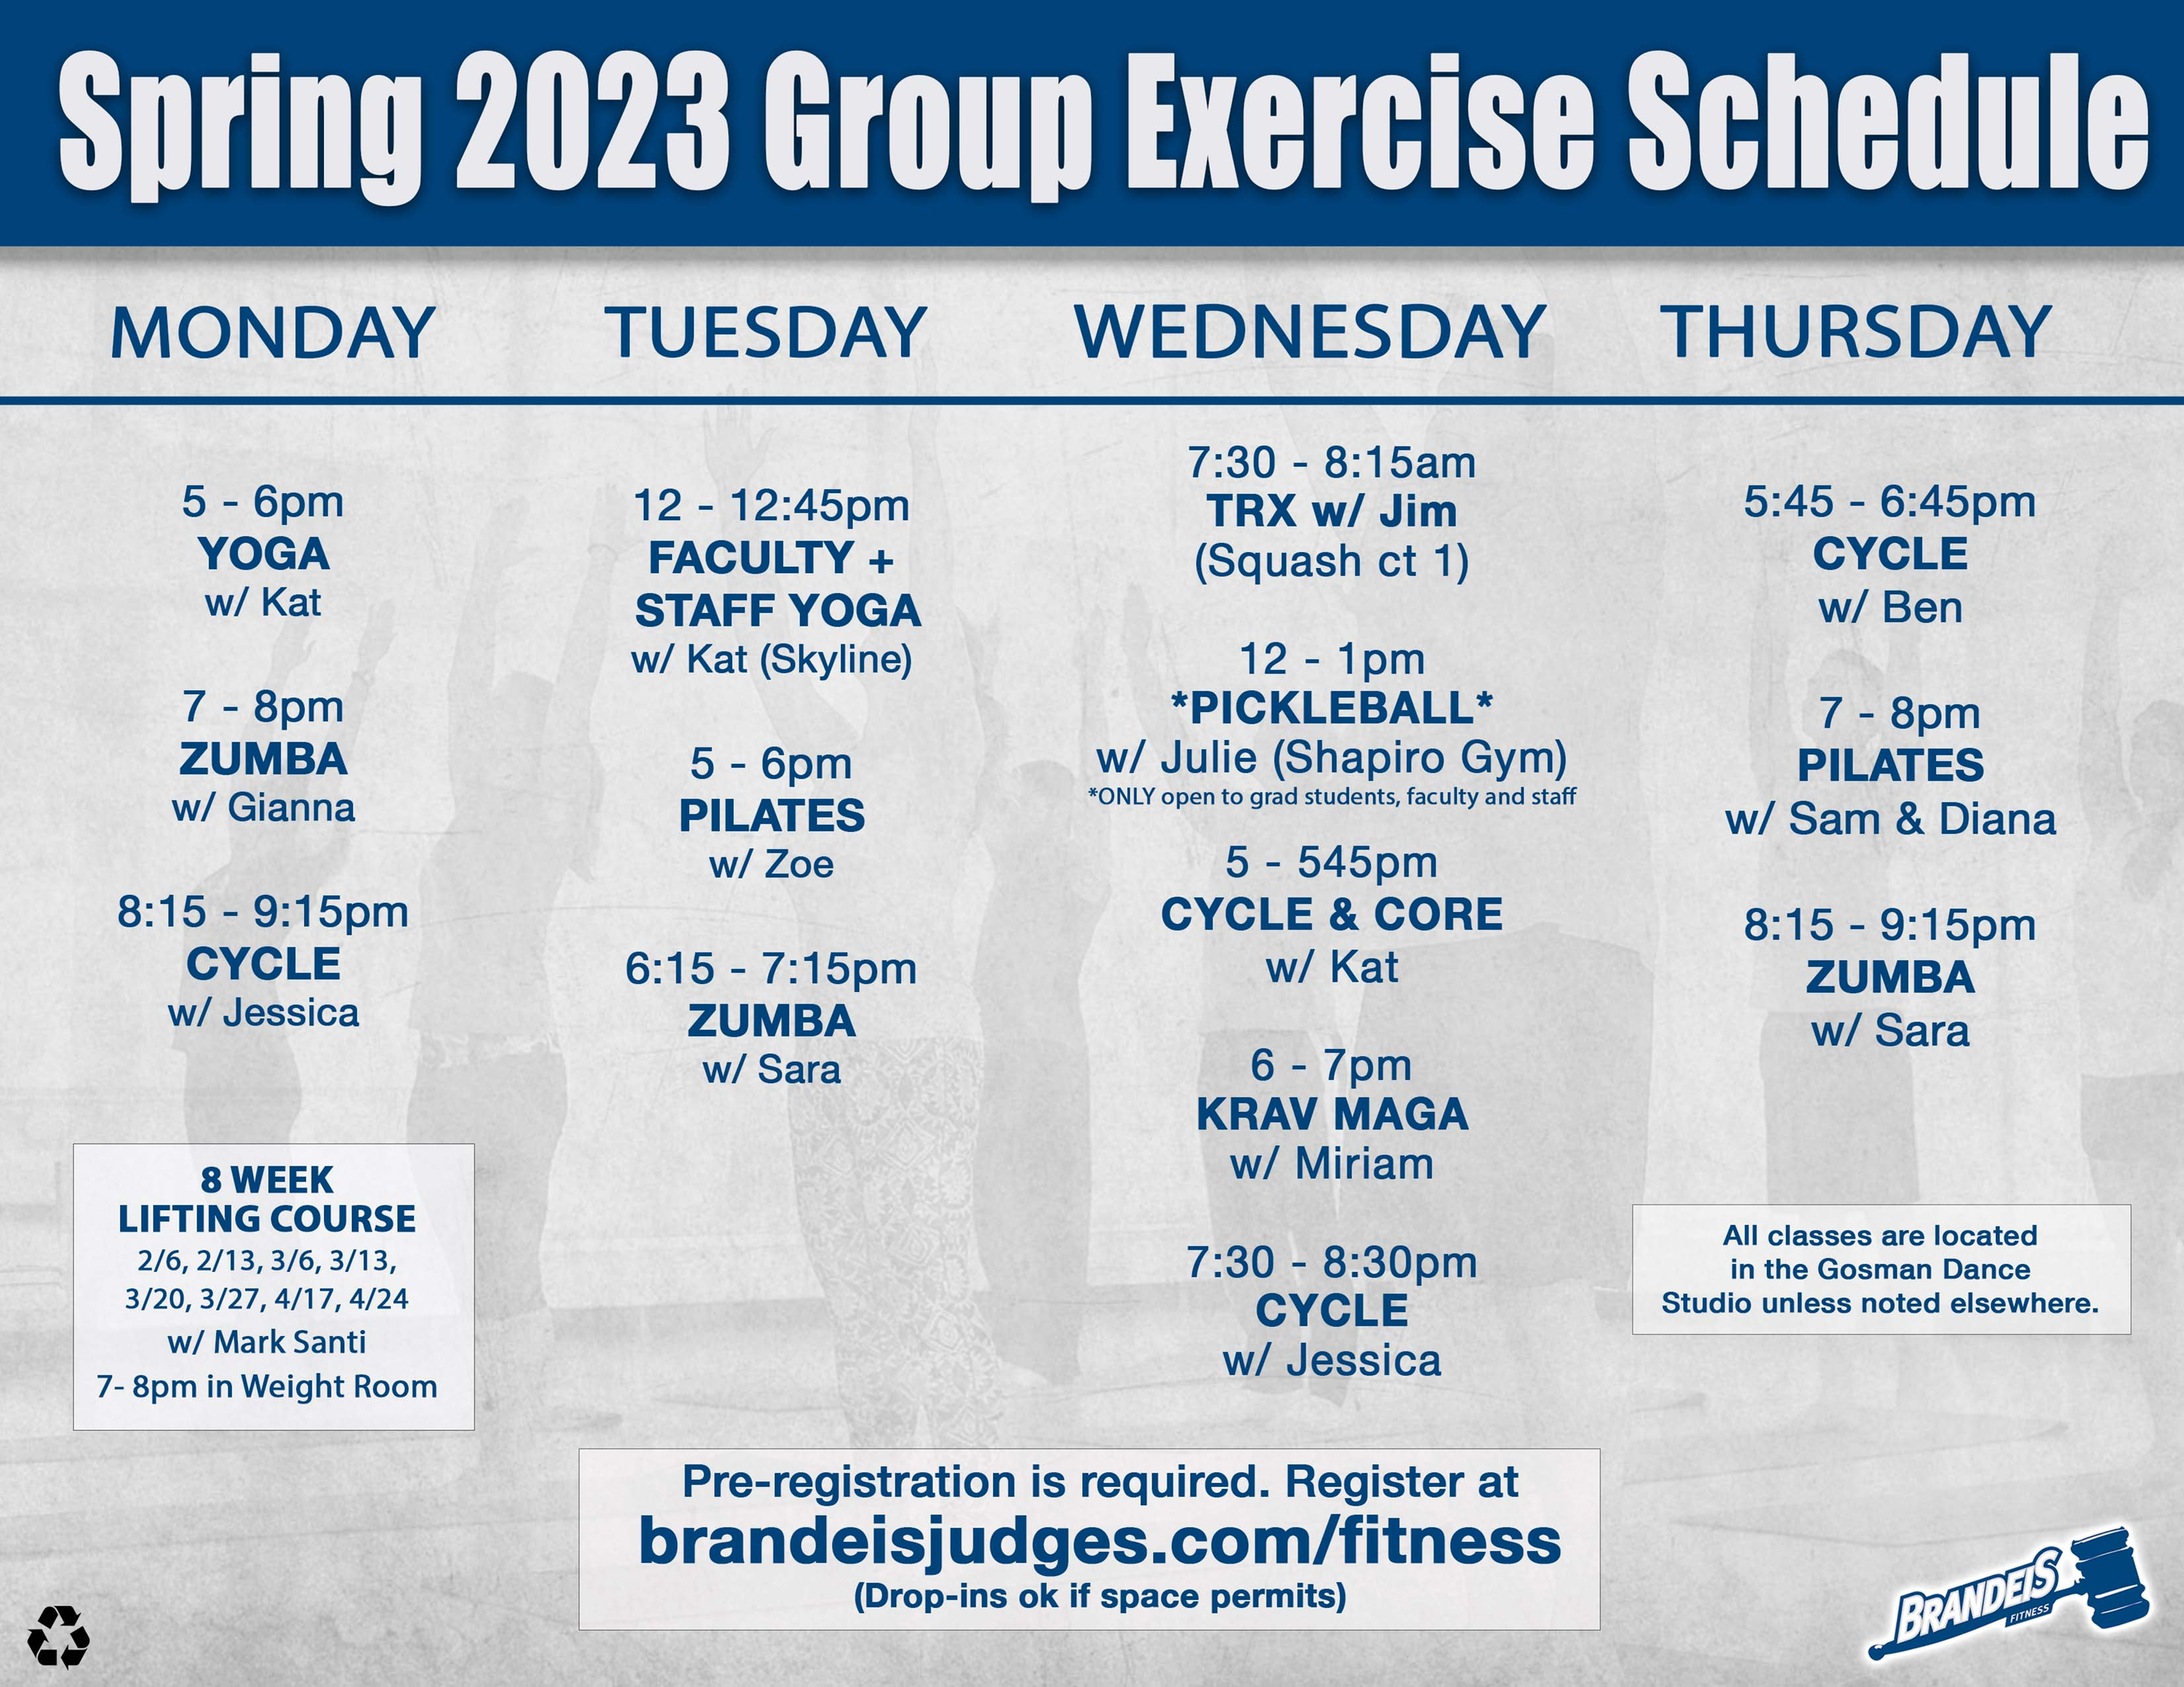 Spring 2023 Group Exercise Schedule
MONDAY
5 - 6pm
YOGA
w/ Kat
7 - 8pm
ZUMBA
w/ Gianna
8:15 - 9:15pm
CYCLE
w/ Jessica
8 WEEK
LIFTING COURSE
2/6, 2/13, 3/6, 3/13,
3/20, 3/27, 4/17, 4/24
w/ Mark Santi
7- 8pm in Weight Room
TUESDAY
12 - 12:45pm
FACULTY +
STAFF YOGA
w/ Kat (Skyline)
5 - 6pm
PILATES
w/ Zoe
6:15 - 7:15pm
ZUMBA
w/ Sara
WEDNESDAY
7:30 - 8:15am
TRX w/ Jim
(Squash ct 1)
12 - 1pm
*PICKLEBALL*
w/ Julie (Shapiro Gym)
*ONLY open to grad students, faculty and staff
5 - 545pm
CYCLE & CORE
w/ Kat
6 - 7pm
KRAV MAGA
w/ Miriam
7:30 - 8:30pm
CYCLE
w/ Jessica
THURSDAY
5:45 - 6:45pm
CYCLE
w/ Ben
7 - 8pm
PILATES
w/ Sam & Diana
8:15 - 9:15pm
ZUMBA
w/ Sara
All classes are located
in the Gosman Dance
Studio unless noted elsewhere.
Pre-registration is required. Register at
brandeisjudges.com/fitness
(Drop-ins ok if space permits)
BRANDEIS
FITNESS